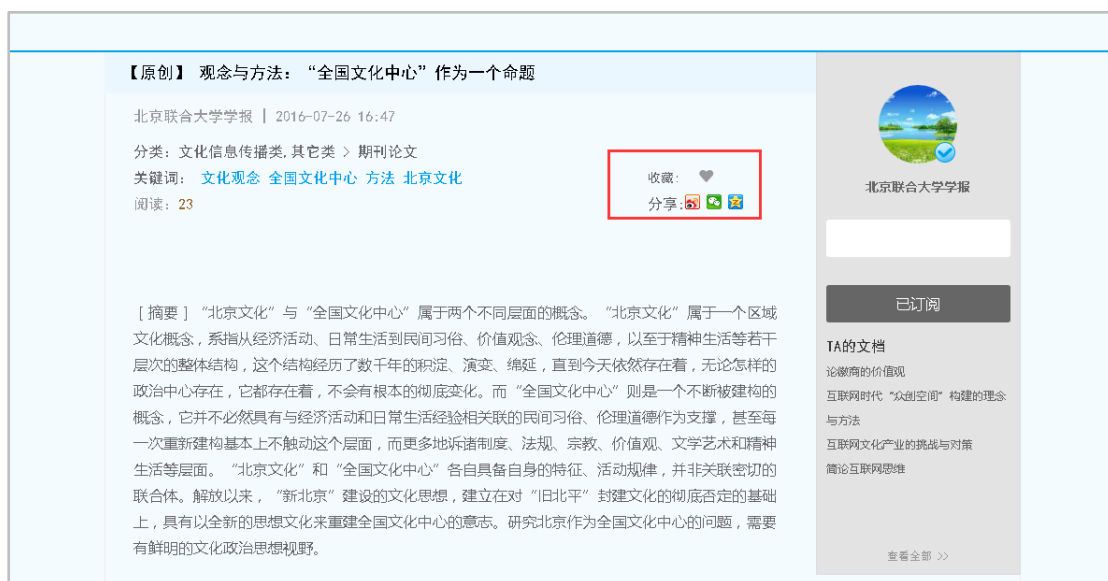 【原创】 观念与方法：“全国文化中心”作为一个命题
北京联合大学学报 | 2016-07-26 16:47
分类：文化信息传播类,其它类 > 期刊论文
关键词： 文化观念 全国文化中心 方法 北京文化
阅读：23
收藏：
分享:
[ 摘要 ] “北京文化”与“全国文化中心”属于两个不同层面的概念。 “北京文化”属于一个区域
文化概念，系指从经济活动、日常生活到民间习俗、价值观念、伦理道德，以至于精神生活等若干
层次的整体结构，这个结构经历了数千年的积淀、演变、绵延，直到今天依然存在着，无论怎样的
政治中心存在，它都存在着，不会有根本的彻底变化。而“全国文化中心”则是一个不断被建构的
概念，它并不必然具有与经济活动和日常生活经验相关联的民间习俗、伦理道德作为支撑，甚至每
一次重新建构基本上不触动这个层面，而更多地诉诸制度、法规、宗教、价值观、文学艺术和精神
生活等层面。“北京文化”和“全国文化中心”各自具备自身的特征、活动规律，并非关联密切的
联合体。解放以来，“新北京”建设的文化思想，建立在对“旧北平”封建文化的彻底否定的基础
上，具有以全新的思想文化来重建全国文化中心的意志。研究北京作为全国文化中心的问题，需要
有鲜明的文化政治思想视野。
北京联合大学学报
已订阅
TA的文档
论徽商的价值观
互联网时代“众创空间”构建的理念
与方法
互联网文化产业的挑战与对策
简论互联网思维
查看全部 >>